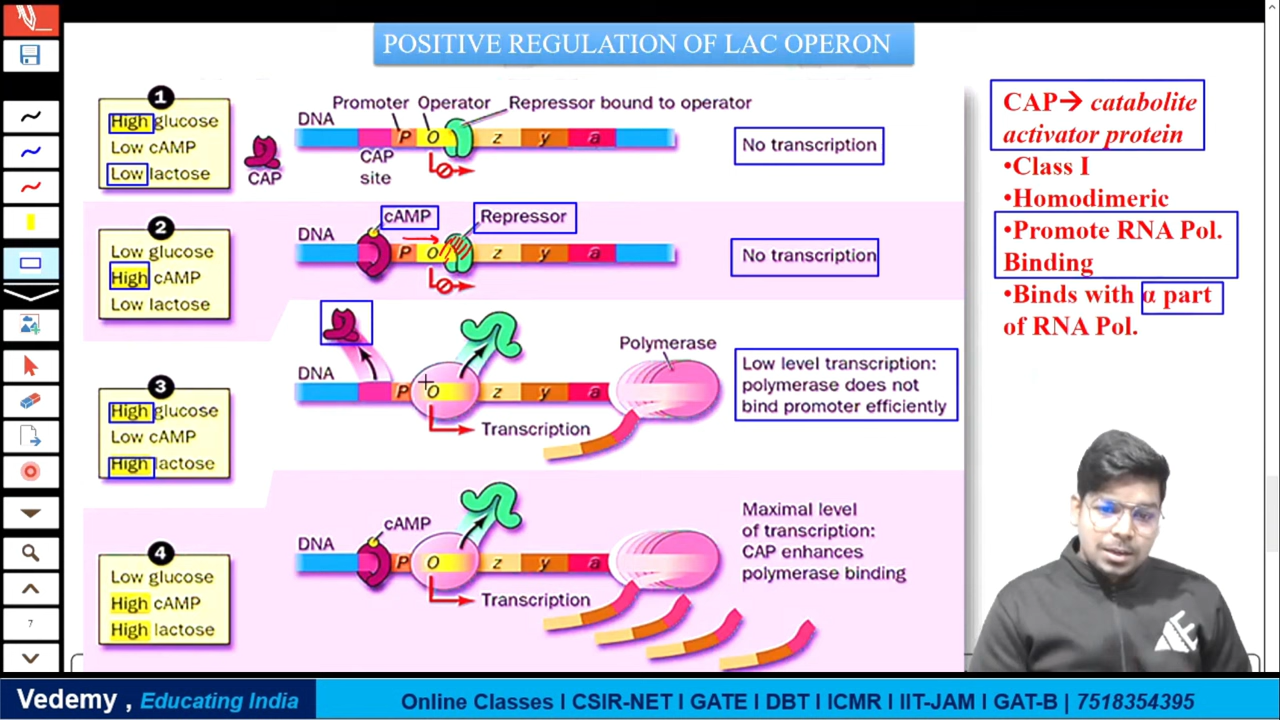 POSITIVE REGULATION OF LAC OPERON
1
High glucose
Low cAMP
Low lactose
CAP
DNA
Promoter
Operator
Repressor bound to operator
P
O
z
y
a
CAP
site
No transcription
2
Low glucose
High cAMP
Low lactose
DNA
cAMP
Repressor
P
O
z
y
a
No transcription
3
High glucose
Low cAMP
High lactose
DNA
P
O
z
y
a
Polymerase
Transcription
Low level transcription:
polymerase does not
bind promoter efficiently
4
Low glucose
High cAMP
High lactose
DNA
cAMP
P
O
z
y
a
Transcription
Maximal level
of transcription:
CAP enhances
polymerase binding
CAP→ catabolite
activator protein
•Class I
•Homodimeric
•Promote RNA Pol.
Binding
•Binds with α part
of RNA Pol.
7
Vedemy , Educating India
Online Classes I CSIR-NET I GATE I DBT I ICMR I IIT-JAM I GAT-B | 7518354395